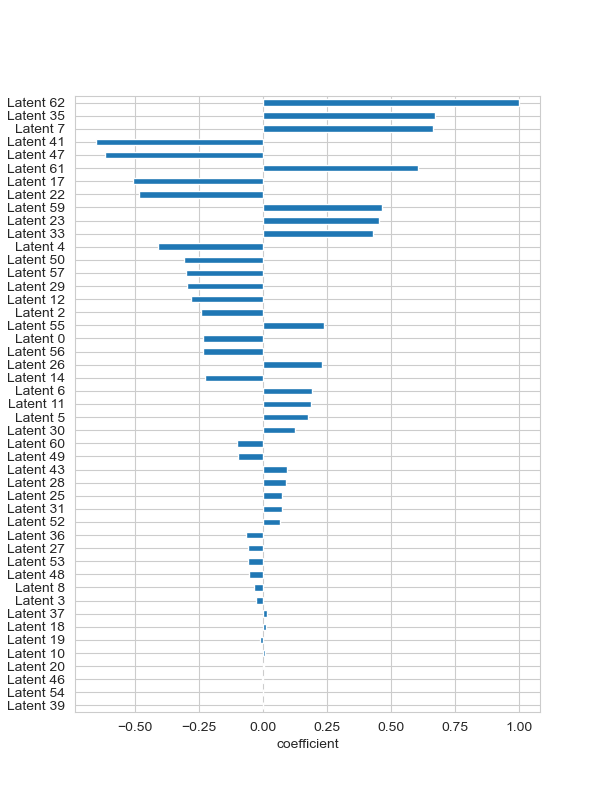 Latent 62
Latent 35
Latent 7
Latent 41
Latent 47
Latent 61
Latent 17
Latent 22
Latent 59
Latent 23
Latent 33
Latent 4
Latent 50
Latent 57
Latent 29
Latent 12
Latent 2
Latent 55
Latent 0
Latent 56
Latent 26
Latent 14
Latent 6
Latent 11
Latent 5
Latent 30
Latent 60
Latent 49
Latent 43
Latent 28
Latent 25
Latent 31
Latent 52
Latent 36
Latent 27
Latent 53
Latent 48
Latent 8
Latent 3
Latent 37
Latent 18
Latent 19
Latent 10
Latent 20
Latent 46
Latent 54
Latent 39
−0.50 −0.25 0.00 0.25 0.50 0.75 1.00
coefficient